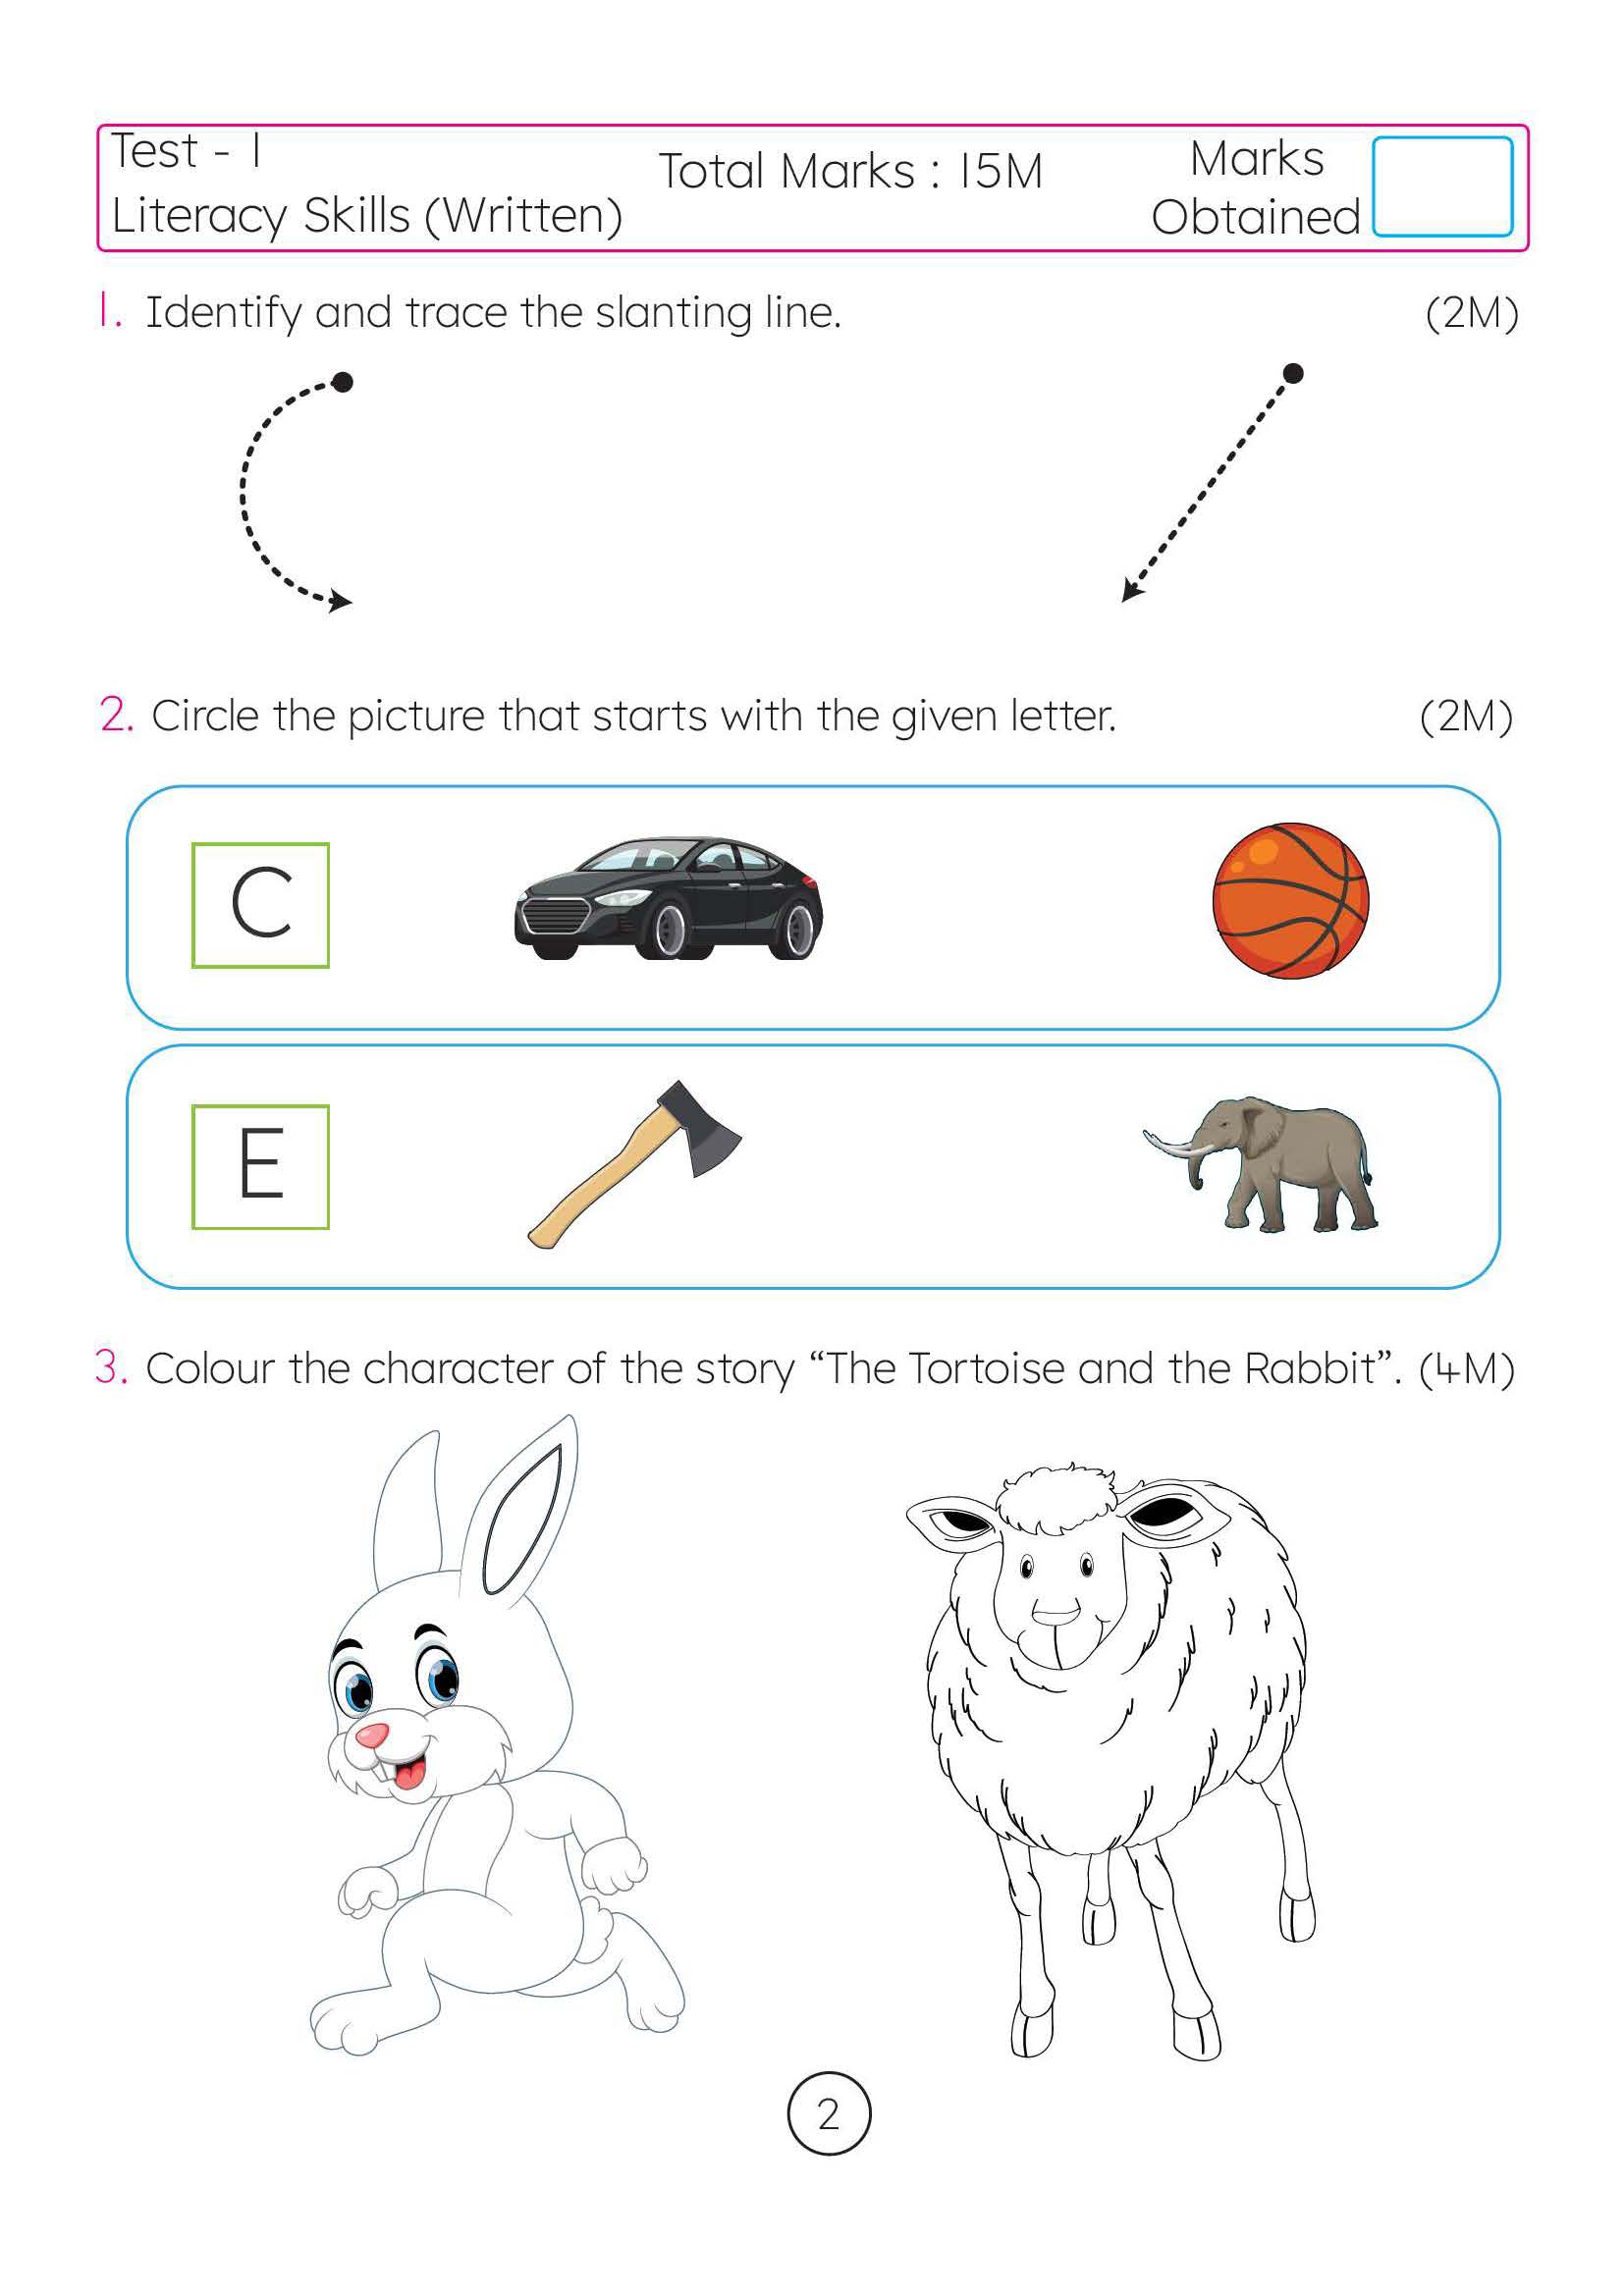 Test - 1
Literacy Skills (Written)
Total Marks : 15M
Marks
Obtained
1. Identify and trace the slanting line. (2M)
2. Circle the picture that starts with the given letter. (2M)
C
E
3. Colour the character of the story “The Tortoise and the Rabbit”. (4M)
2